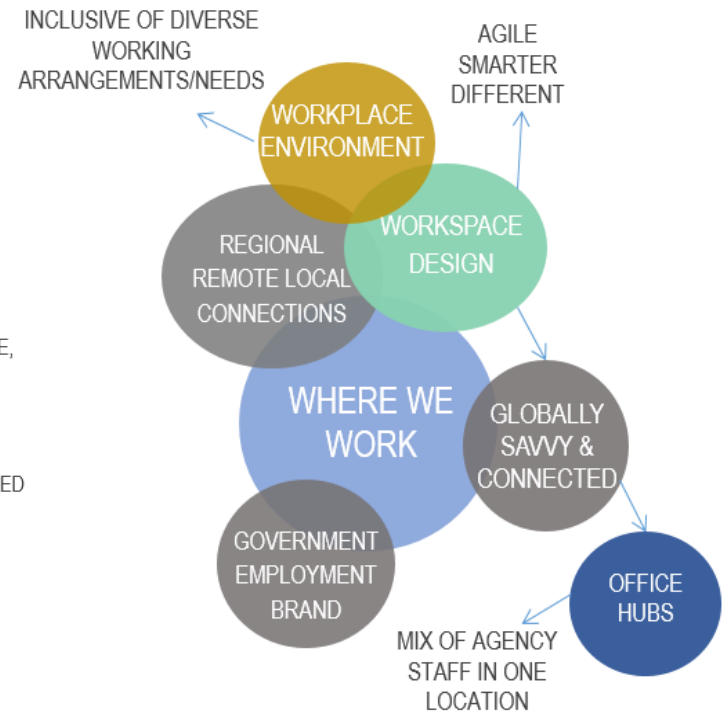 INCLUSIVE OF DIVERSE
WORKING
ARRANGEMENTS/NEEDS
AGILE
SMARTER
DIFFERENT
WORKPLACE
ENVIRONMENT
WORKSPACE
DESIGN
REGIONAL
REMOTE LOCAL
CONNECTIONS
E,
WHERE WE
WORK
GLOBALLY
SAVVY &
CONNECTED
ED
GOVERNMENT
EMPLOYMENT
BRAND
OFFICE
HUBS
MIX OF AGENCY
STAFF IN ONE
LOCATION